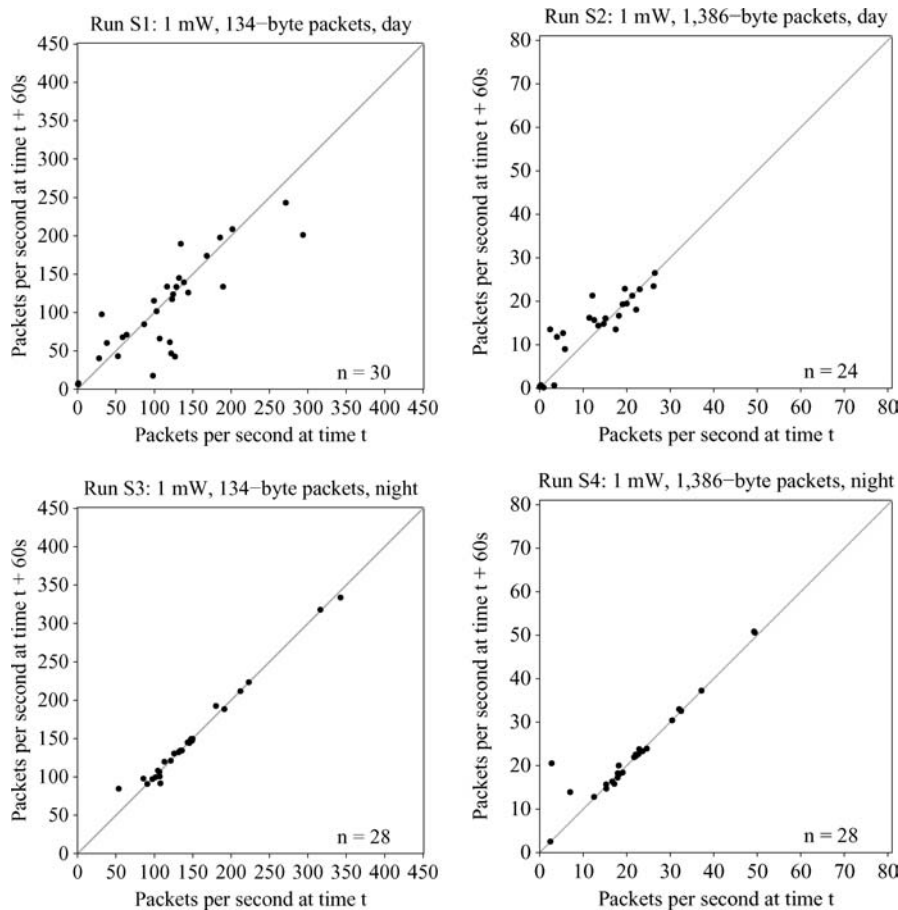 Run S1: 1 mW, 134−byte packets, day
Packets per second at time t + 60s
450
400
350
300
250
200
150
100
50
0
n = 30
0 50 100 150 200 250 300 350 400 450
Packets per second at time t
Run S2: 1 mW, 1,386−byte packets, day
Packets per second at time t + 60s
80
70
60
50
40
30
20
10
0
n = 24
0 10 20 30 40 50 60 70 80
Packets per second at time t
Run S3: 1 mW, 134−byte packets, night
Packets per second at time t + 60s
450
400
350
300
250
200
150
100
50
0
n = 28
0 50 100 150 200 250 300 350 400 450
Packets per second at time t
Run S4: 1 mW, 1,386−byte packets, night
Packets per second at time t + 60s
80
70
60
50
40
30
20
10
0
n = 28
0 10 20 30 40 50 60 70 80
Packets per second at time t